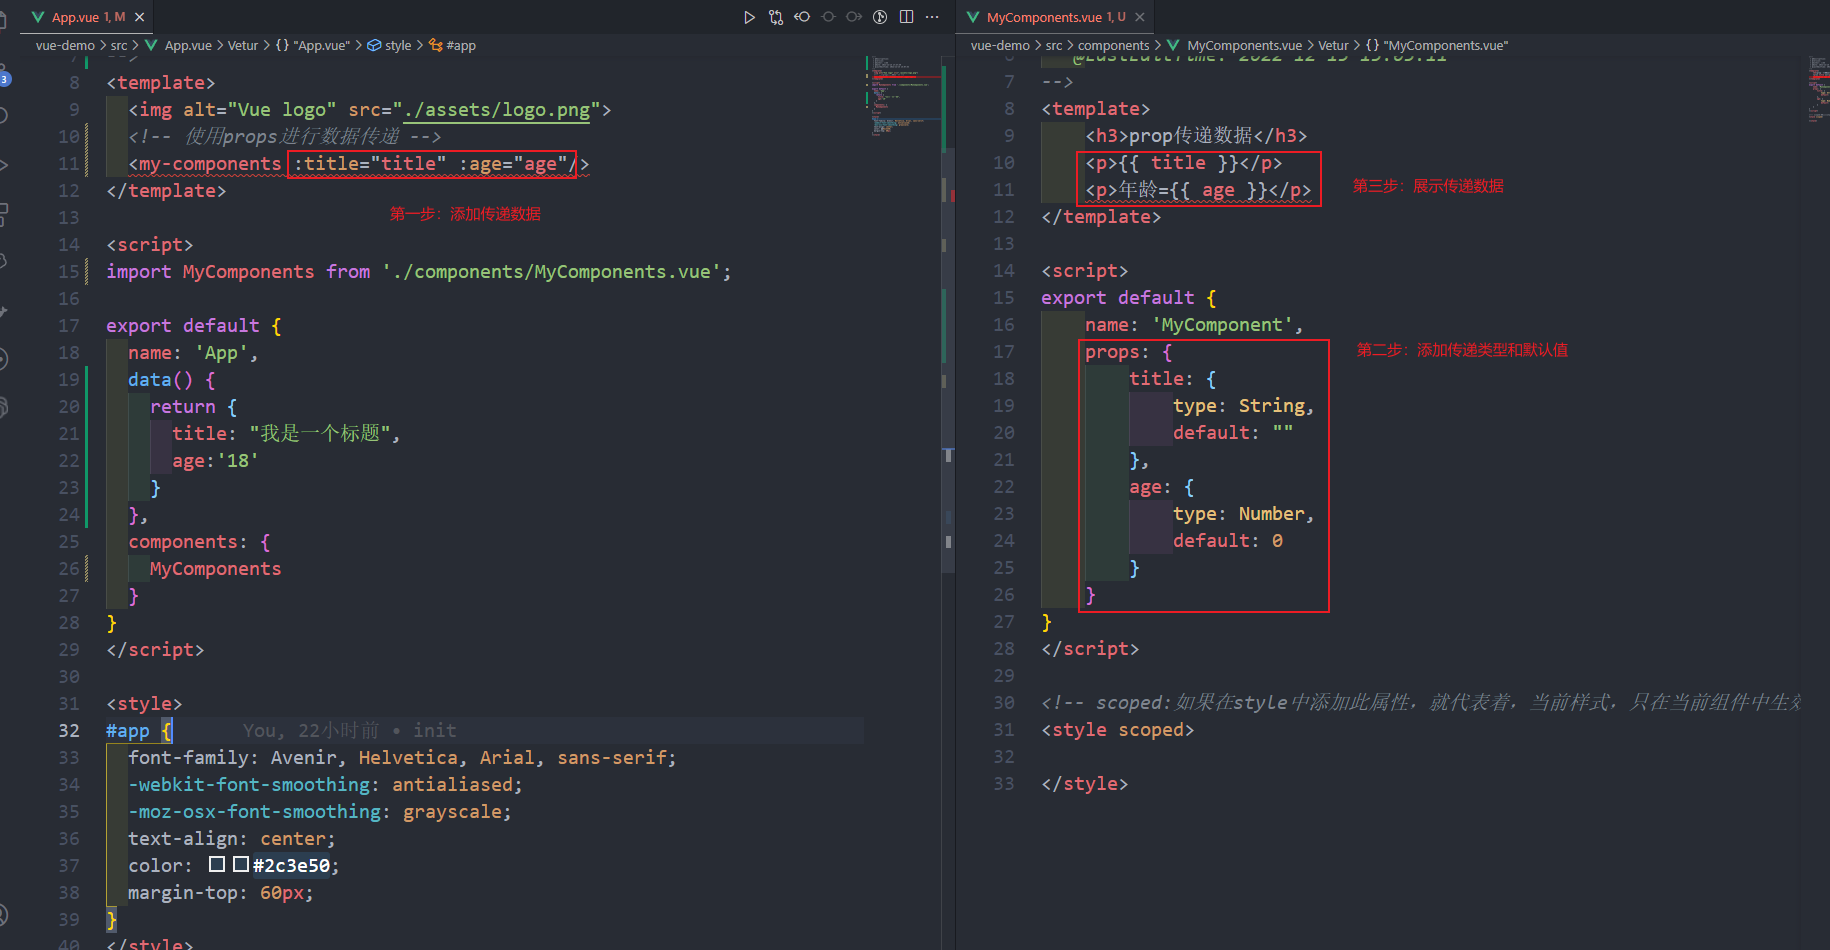 App.vue 1, M
vue-demo > src > App.vue > Vetur > {} "App.vue" > style > #app
3
7 -->
8 <template>
9 <img alt="Vue logo" src="./assets/logo.png">
10 <!-- 使用props进行数据传递 -->
11 <my-components :title="title" :age="age"/>
12 </template>
第一步：添加传递数据
13
14 <script>
15 import MyComponents from './components/MyComponents.vue';
16
17 export default {
18 name: 'App',
19 data() {
20 return {
21 title: "我是一个标题",
22 age:'18'
23 }
24 },
25 components: {
26 MyComponents
27 }
28 }
29 </script>
30
31 <style>
32 #app { You, 22小时前 • init
33 font-family: Avenir, Helvetica, Arial, sans-serif;
34 -webkit-font-smoothing: antialiased;
35 -moz-osx-font-smoothing: grayscale;
36 text-align: center;
37 color: #2c3e50;
38 margin-top: 60px;
39 }
40 </style>
MyComponents.vue 1, U
vue-demo > src > components > MyComponents.vue > Vetur > {} "MyComponents.vue"
7 -->
8 <template>
9 <h3>prop传递数据</h3>
10 <p>{{ title }}</p>
11 <p>年龄={{ age }}</p>
第三步：展示传递数据
12 </template>
13
14 <script>
15 export default {
16 name: 'MyComponent',
17 props: {
第二步：添加传递类型和默认值
18 title: {
19 type: String,
20 default: ""
21 },
22 age: {
23 type: Number,
24 default: 0
25 }
26 }
27 }
28 </script>
29
30 <!-- scoped:如果在style中添加此属性，就代表着，当前样式，只在当前组件中生效
31 <style scoped>
32
33 </style>